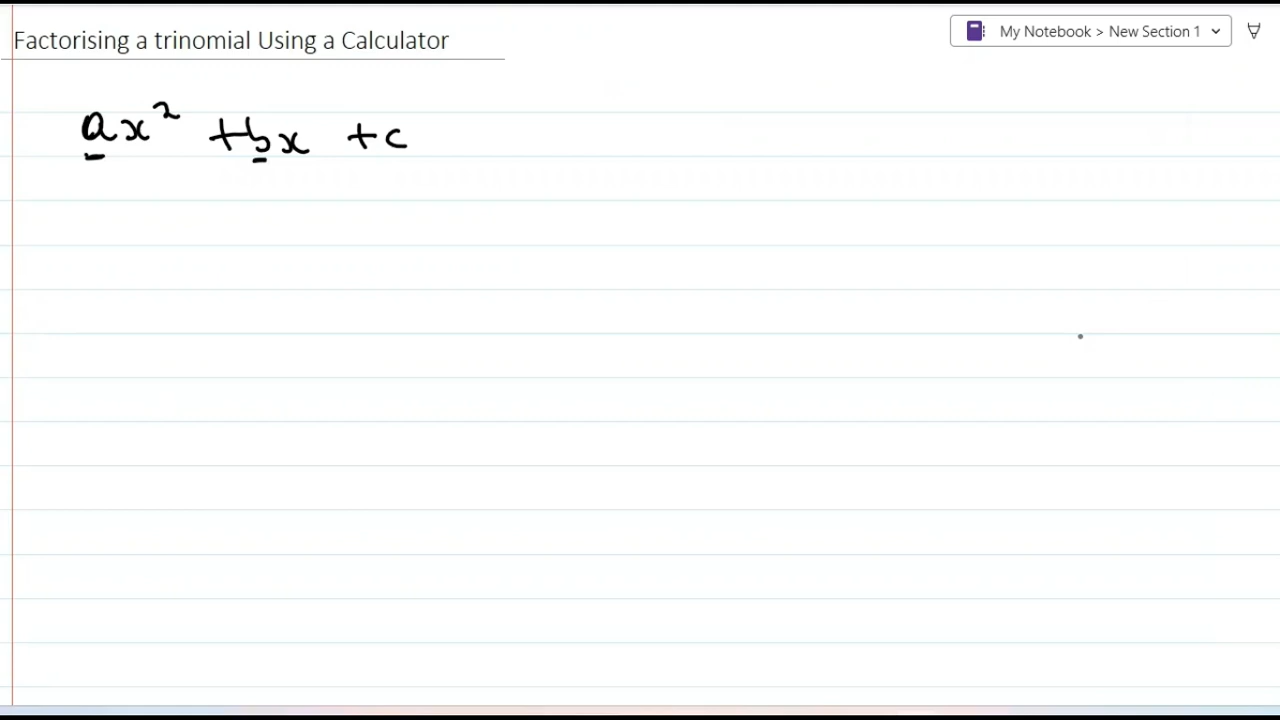 Factorising a trinomial Using a Calculator
My Notebook > New Section 1
ax² +bx +c